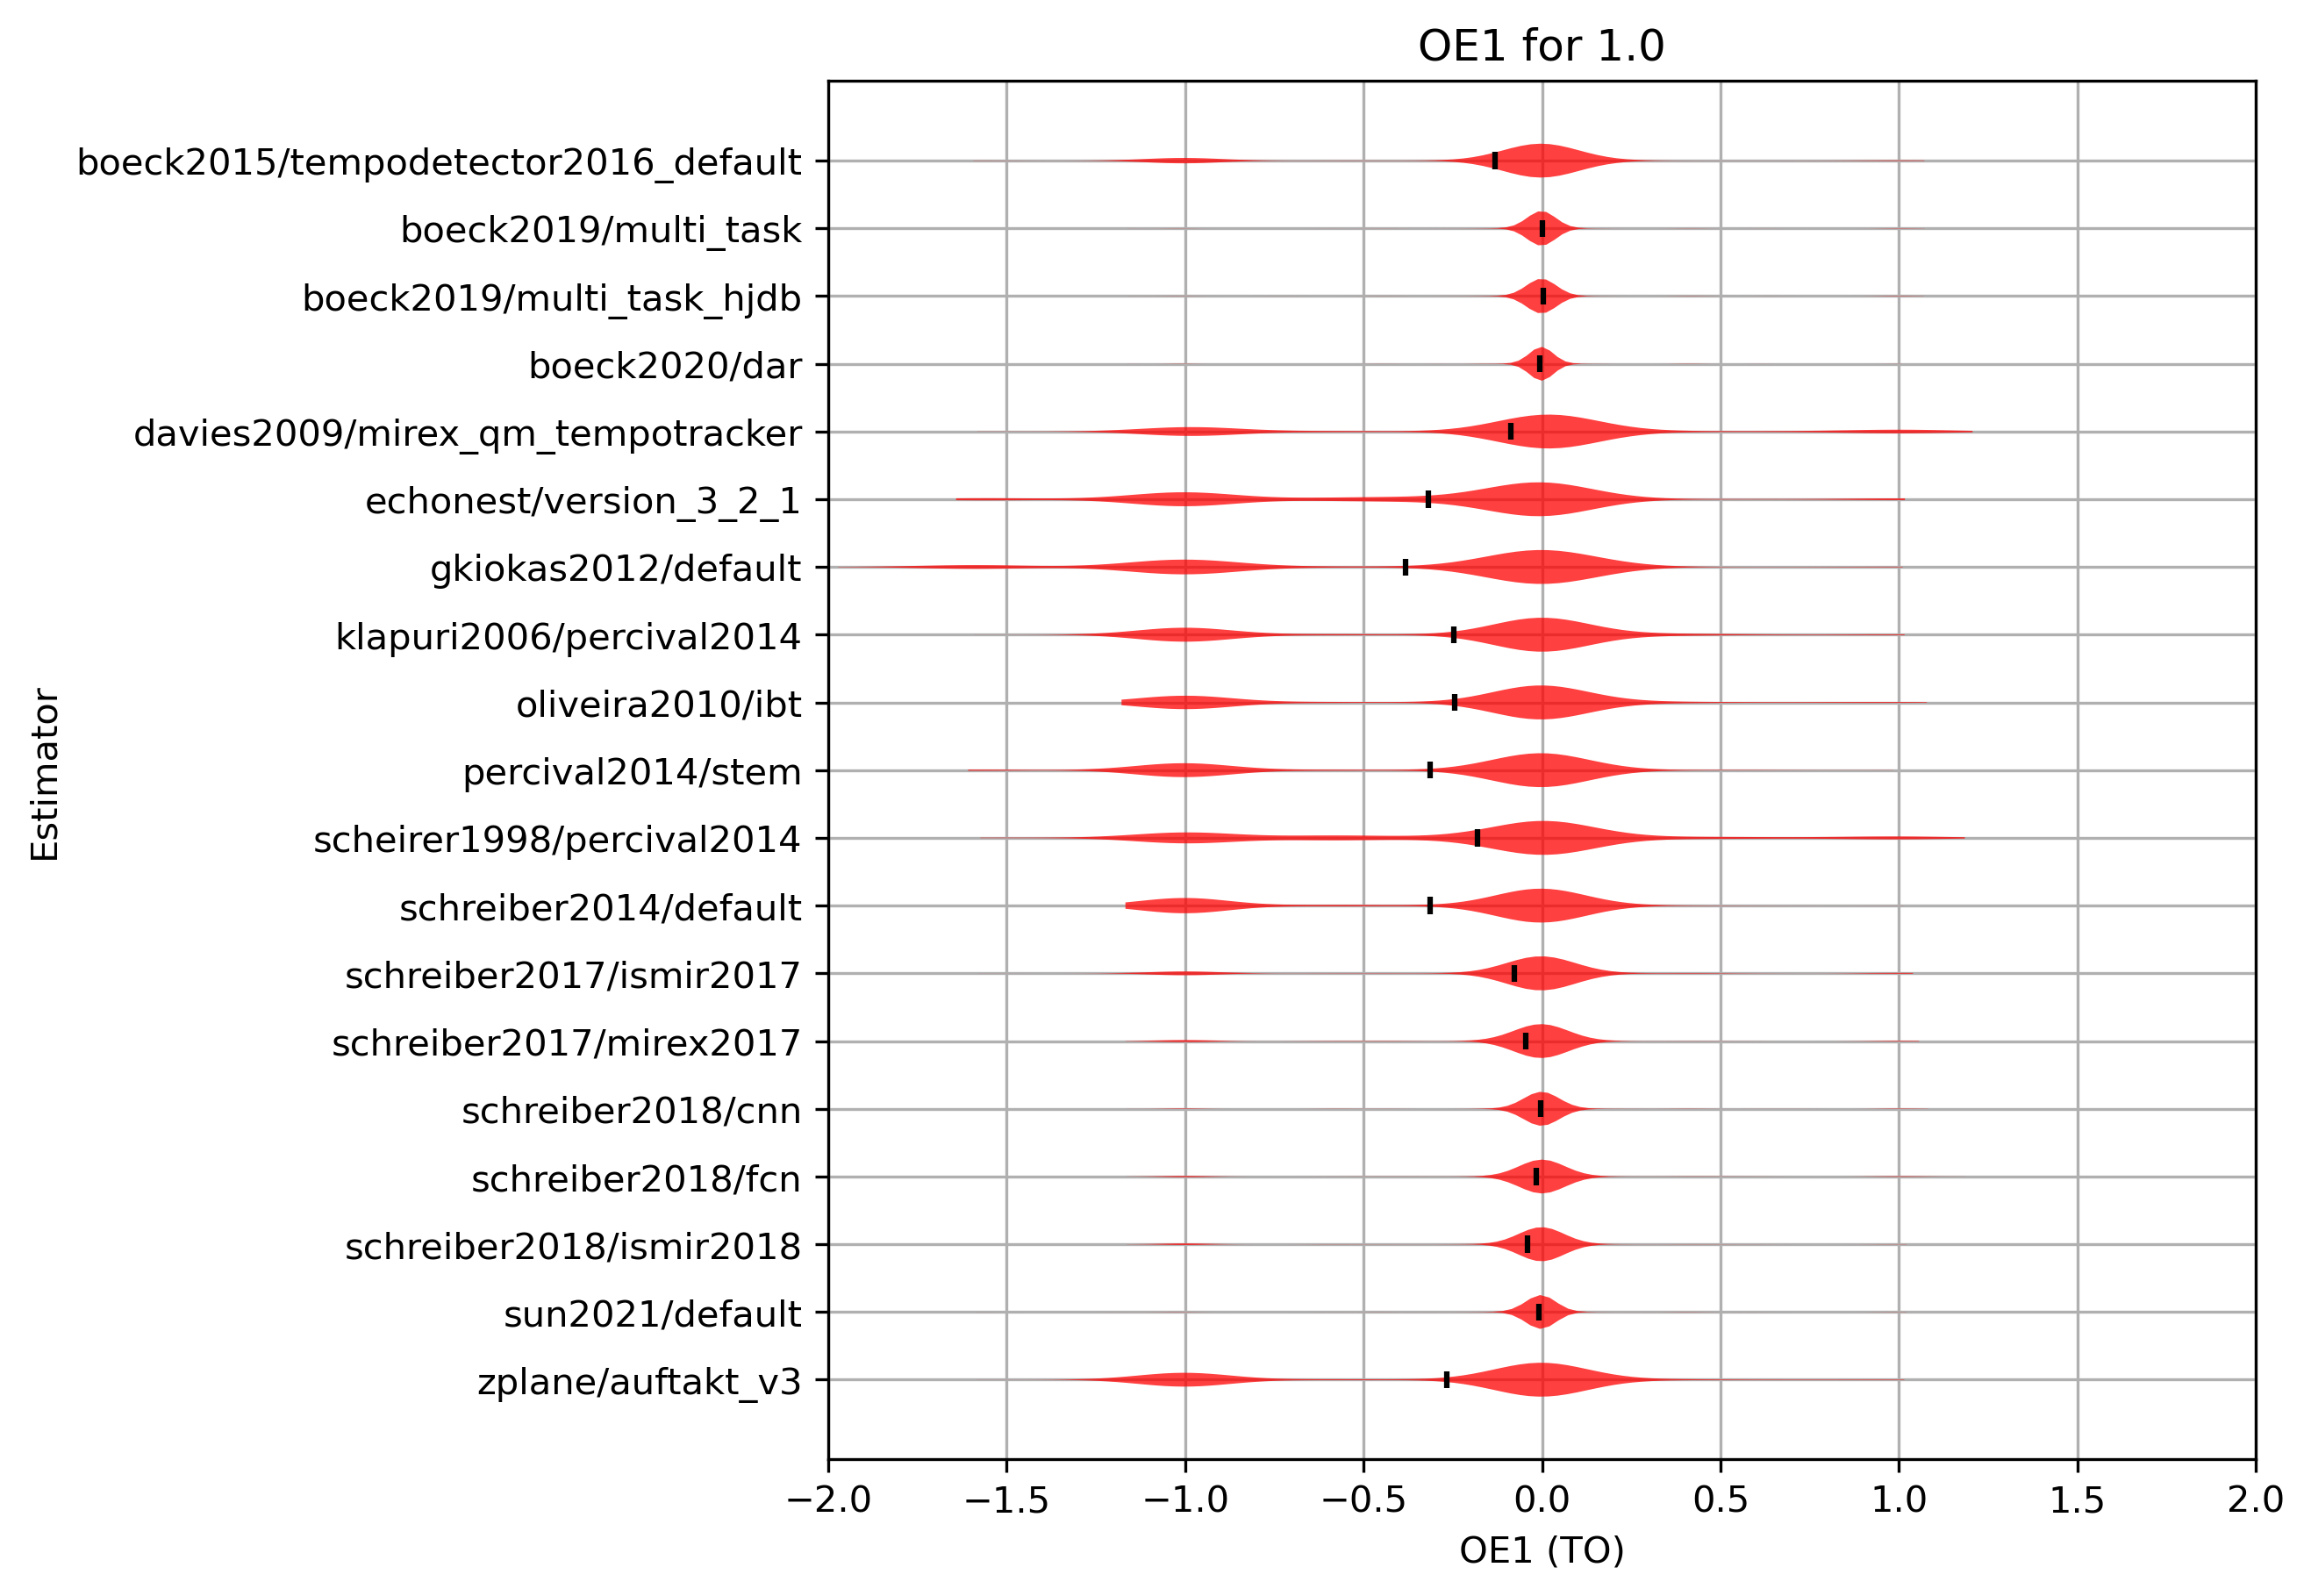 OE1 for 1.0
boeck2015/tempodetector2016_default
boeck2019/multi_task
boeck2019/multi_task_hjdb
boeck2020/dar
davies2009/mirex_qm_tempotracker
echonest/version_3_2_1
gkiokas2012/default
klapuri2006/percival2014
oliveira2010/ibt
percival2014/stem
scheirer1998/percival2014
schreiber2014/default
schreiber2017/ismir2017
schreiber2017/mirex2017
schreiber2018/cnn
schreiber2018/fcn
schreiber2018/ismir2018
sun2021/default
zplane/auftakt_v3
Estimator
−2.0 −1.5 −1.0 −0.5 0.0 0.5 1.0 1.5 2.0
OE1 (TO)